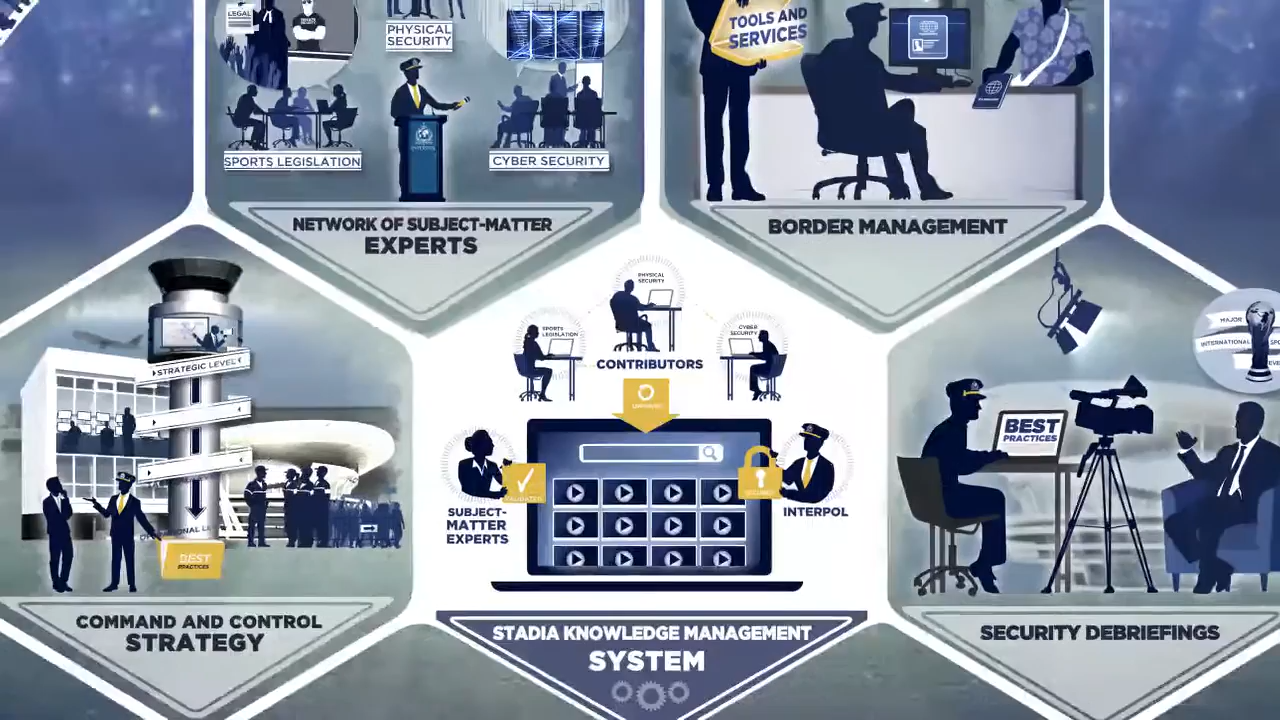 LEGAL
PHYSICAL
SECURITY
SPORTS LEGISLATION
CYBER SECURITY
NETWORK OF SUBJECT-MATTER
EXPERTS
TOOLS AND
SERVICES
BORDER MANAGEMENT
STRATEGIC LEVEL
BEST
PRACTICES
COMMAND AND CONTROL
STRATEGY
PHYSICAL
SECURITY
SPORTS
LEGISLATION
CYBER
SECURITY
CONTRIBUTORS
VALIDATED
SECURED
SUBJECT-
MATTER
EXPERTS
INTERPOL
STADIA KNOWLEDGE MANAGEMENT
SYSTEM
MAJOR
INTERNATIONAL
BEST
PRACTICES
SECURITY DEBRIEFINGS